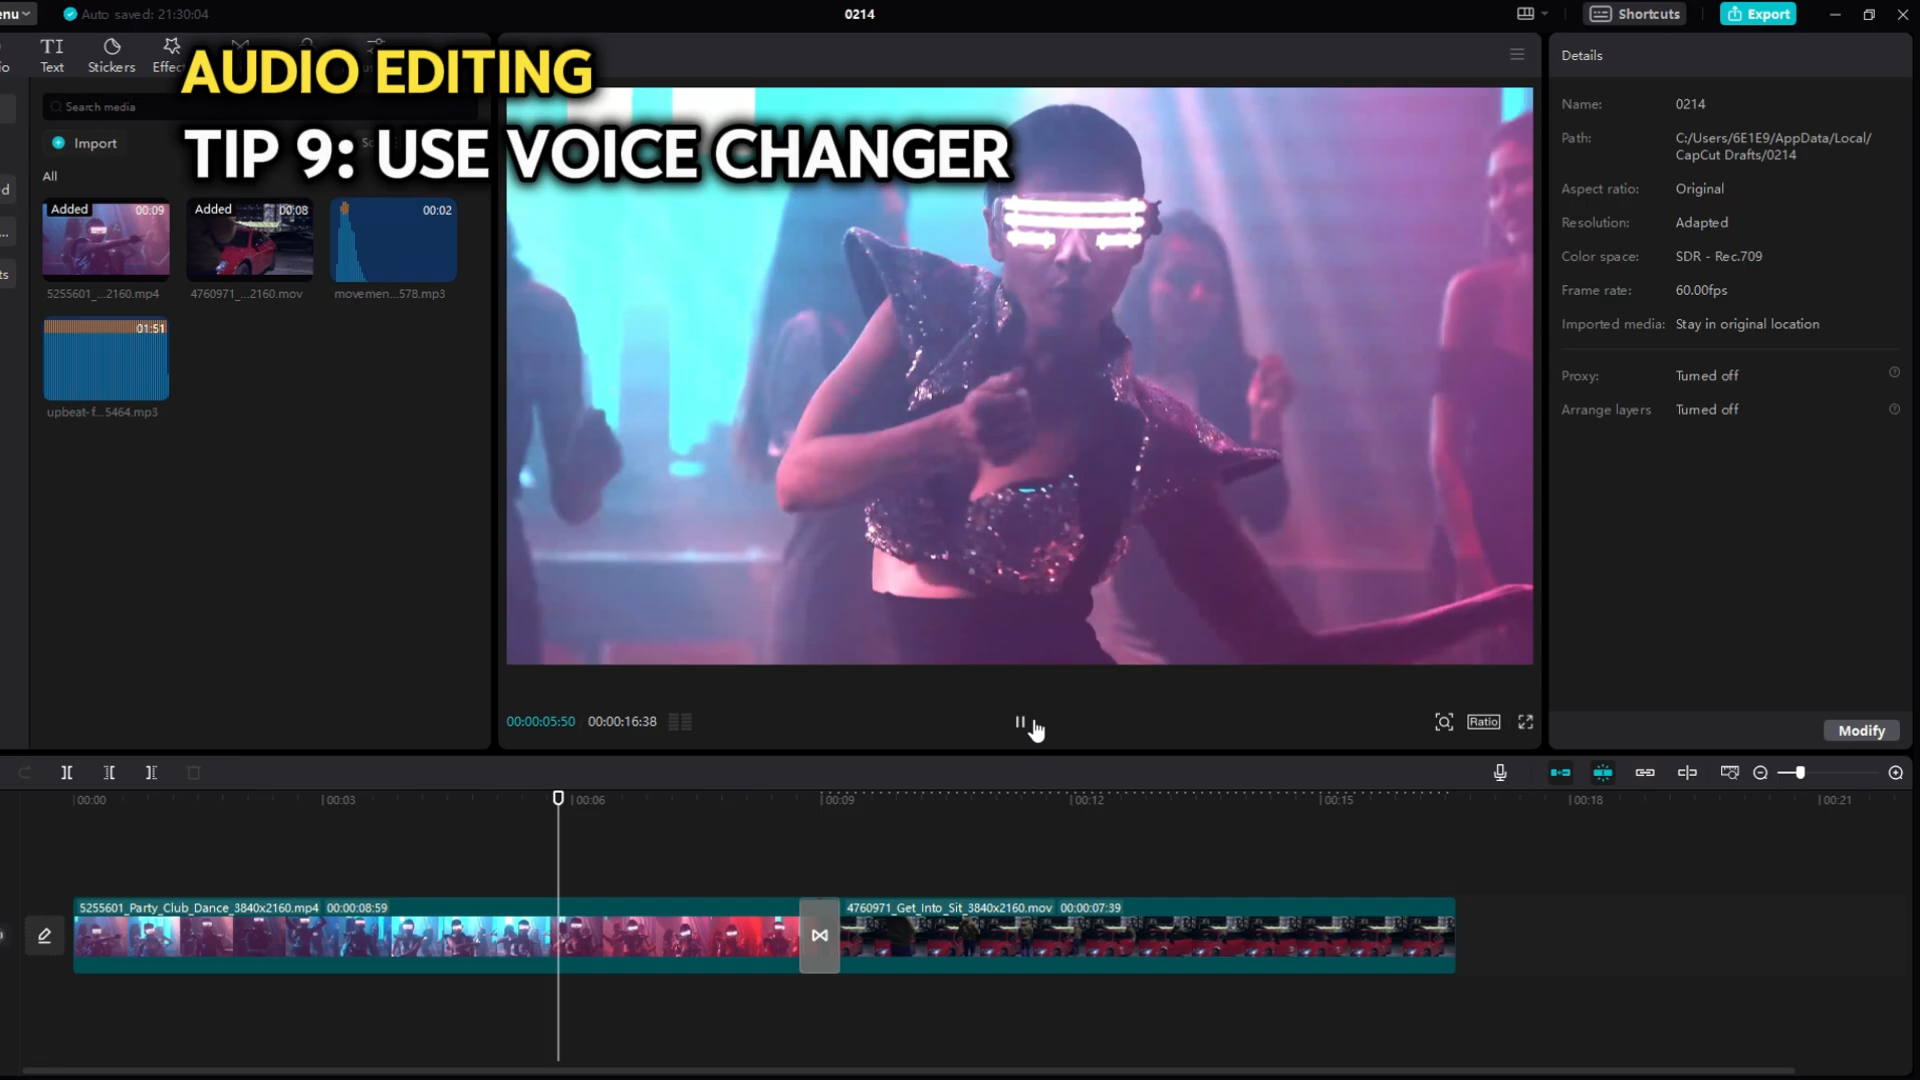 enu
Auto saved: 21:30:04
0214
Shortcuts
Export
io
TI
Text
Stickers
Effec
AUDIO EDITING
TIP 9: USE VOICE CHANGER
Search media
Import
So
All
d
...
ts
Added 00:09
Added 00:08
00:02
5255601_...2160.mp4
4760971_...2160.mov
movemen...578.mp3
01:51
upbeat-f...5464.mp3
Details
Name: 0214
Path: C:/Users/6E1E9/AppData/Local/
CapCut Drafts/0214
Aspect ratio: Original
Resolution: Adapted
Color space: SDR - Rec.709
Frame rate: 60.00fps
Imported media: Stay in original location
Proxy: Turned off
Arrange layers Turned off
Modify
00:00:05:50 00:00:16:38
Ratio
00:00 00:03 00:06 00:09 00:12 00:15 00:18 00:21
5255601_Party_Club_Dance_3840x2160.mp4 00:00:08:59
4760971_Get_Into_Sit_3840x2160.mov 00:00:07:39